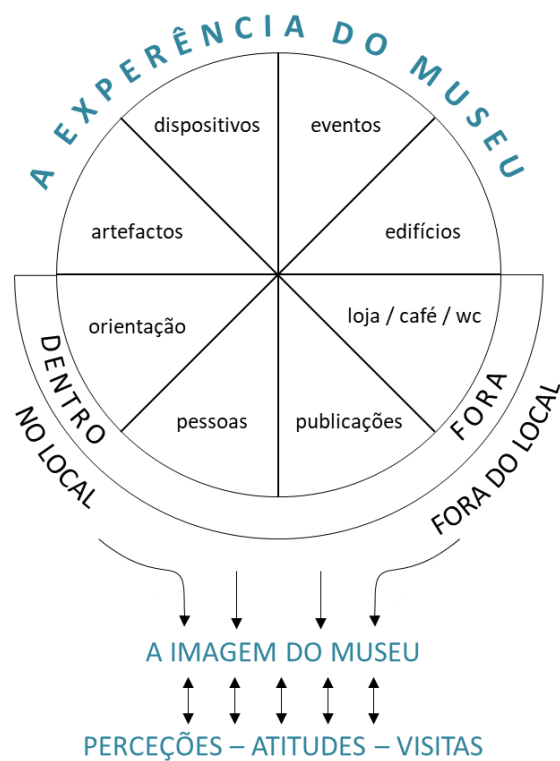 A EXPERÊNCIA DO MUSEU
dispositivos
eventos
artefactos
edifícios
orientação
loja / café / wc
pessoas
publicações
DENTRO
FORA
NO LOCAL
FORA DO LOCAL
A IMAGEM DO MUSEU
PERCEÇÕES – ATITUDES – VISITAS